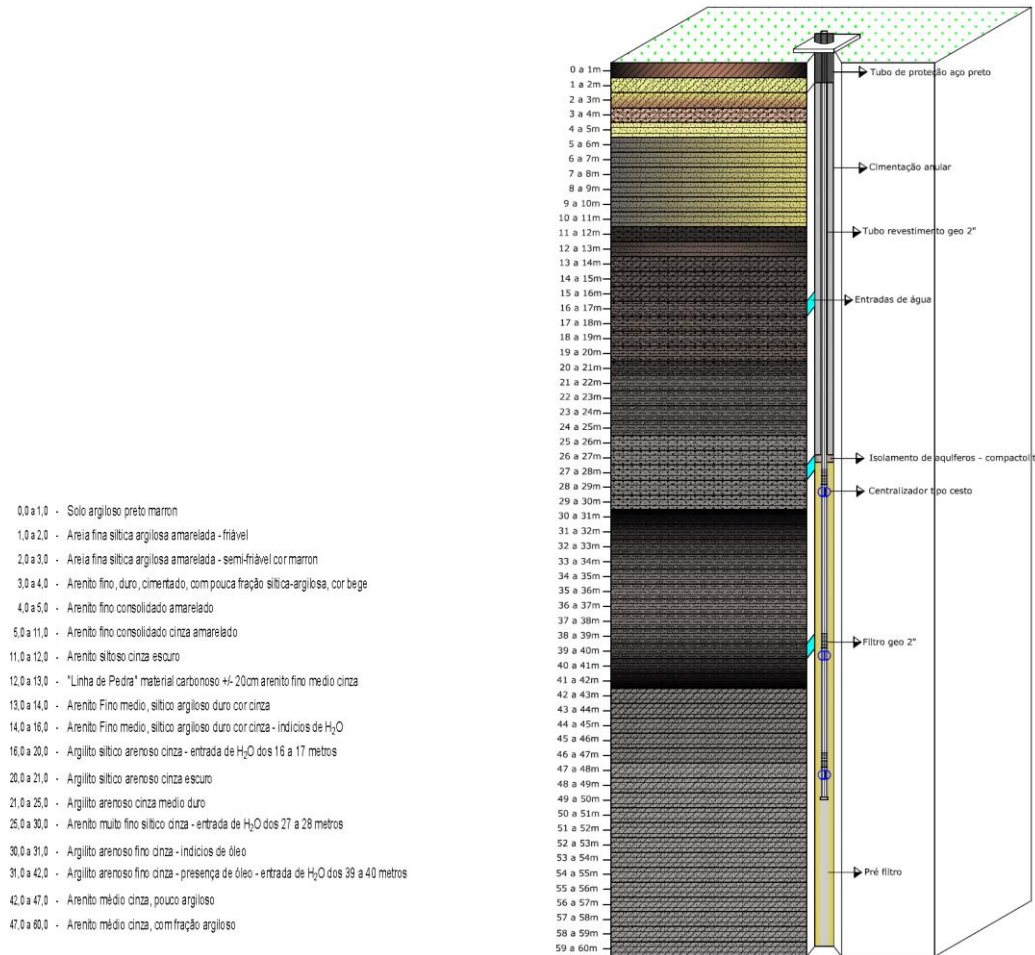 0,0 a 1,0 - Solo argiloso preto marron
1,0 a 2,0 - Areia fina siltica argilosa amarelada - friável
2,0 a 3,0 - Areia fina siltica argilosa amarelada - semi-friável cor marron
3,0 a 4,0 - Arenito fino, duro, cimentado, com pouca fração siltica-argilosa, cor bege
4,0 a 5,0 - Arenito fino consolidado amarelado
5,0 a 11,0 - Arenito fino consolidado cinza amarelado
11,0 a 12,0 - Arenito siltoso cinza escuro
12,0 a 13,0 - "Linha de Pedra" material carbonoso +/- 20cm arenito fino medio cinza
13,0 a 14,0 - Arenito Fino medio, siltico argiloso duro cor cinza
14,0 a 16,0 - Arenito Fino medio, siltico argiloso duro cor cinza - indicios de H₂O
16,0 a 20,0 - Argilito siltico arenoso cinza - entrada de H₂O dos 16 a 17 metros
20,0 a 21,0 - Argilito siltico arenoso cinza escuro
21,0 a 25,0 - Argilito arenoso cinza medio duro
25,0 a 30,0 - Arenito muito fino siltico cinza - entrada de H₂O dos 27 a 28 metros
30,0 a 31,0 - Argilito arenoso fino cinza - indicios de óleo
31,0 a 42,0 - Argilito arenoso fino cinza - presença de óleo - entrada de H₂O dos 39 a 40 metros
42,0 a 47,0 - Arenito médio cinza, pouco argiloso
47,0 a 60,0 - Arenito médio cinza, com fração argiloso
0 a 1m
1 a 2m
2 a 3m
3 a 4m
4 a 5m
5 a 6m
6 a 7m
7 a 8m
8 a 9m
9 a 10m
10 a 11m
11 a 12m
12 a 13m
13 a 14m
14 a 15m
15 a 16m
16 a 17m
17 a 18m
18 a 19m
19 a 20m
20 a 21m
21 a 22m
22 a 23m
23 a 24m
24 a 25m
25 a 26m
26 a 27m
27 a 28m
28 a 29m
29 a 30m
30 a 31m
31 a 32m
32 a 33m
33 a 34m
34 a 35m
35 a 36m
36 a 37m
37 a 38m
38 a 39m
39 a 40m
40 a 41m
41 a 42m
42 a 43m
43 a 44m
44 a 45m
45 a 46m
46 a 47m
47 a 48m
48 a 49m
49 a 50m
50 a 51m
51 a 52m
52 a 53m
53 a 54m
54 a 55m
55 a 56m
56 a 57m
57 a 58m
58 a 59m
59 a 60m
Tubo de proteção aço preto
Cimentação anular
Tubo revestimento geo 2"
Entradas de água
Isolamento de aquíferos - compactolit
Centralizador tipo cesto
Filtro geo 2"
Pré filtro